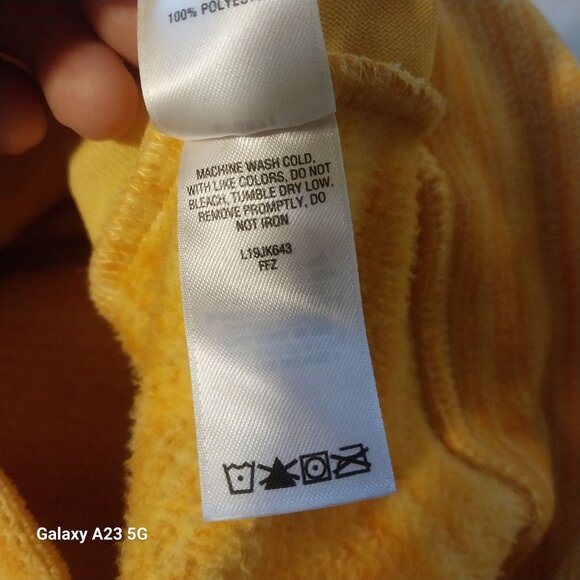 100% POLYESTER
MACHINE WASH COLD,
WITH LIKE COLORS, DO NOT
BLEACH, TUMBLE DRY LOW,
REMOVE PROMPTLY, DO
NOT IRON
L19JK643
FFZ
Galaxy A23 5G